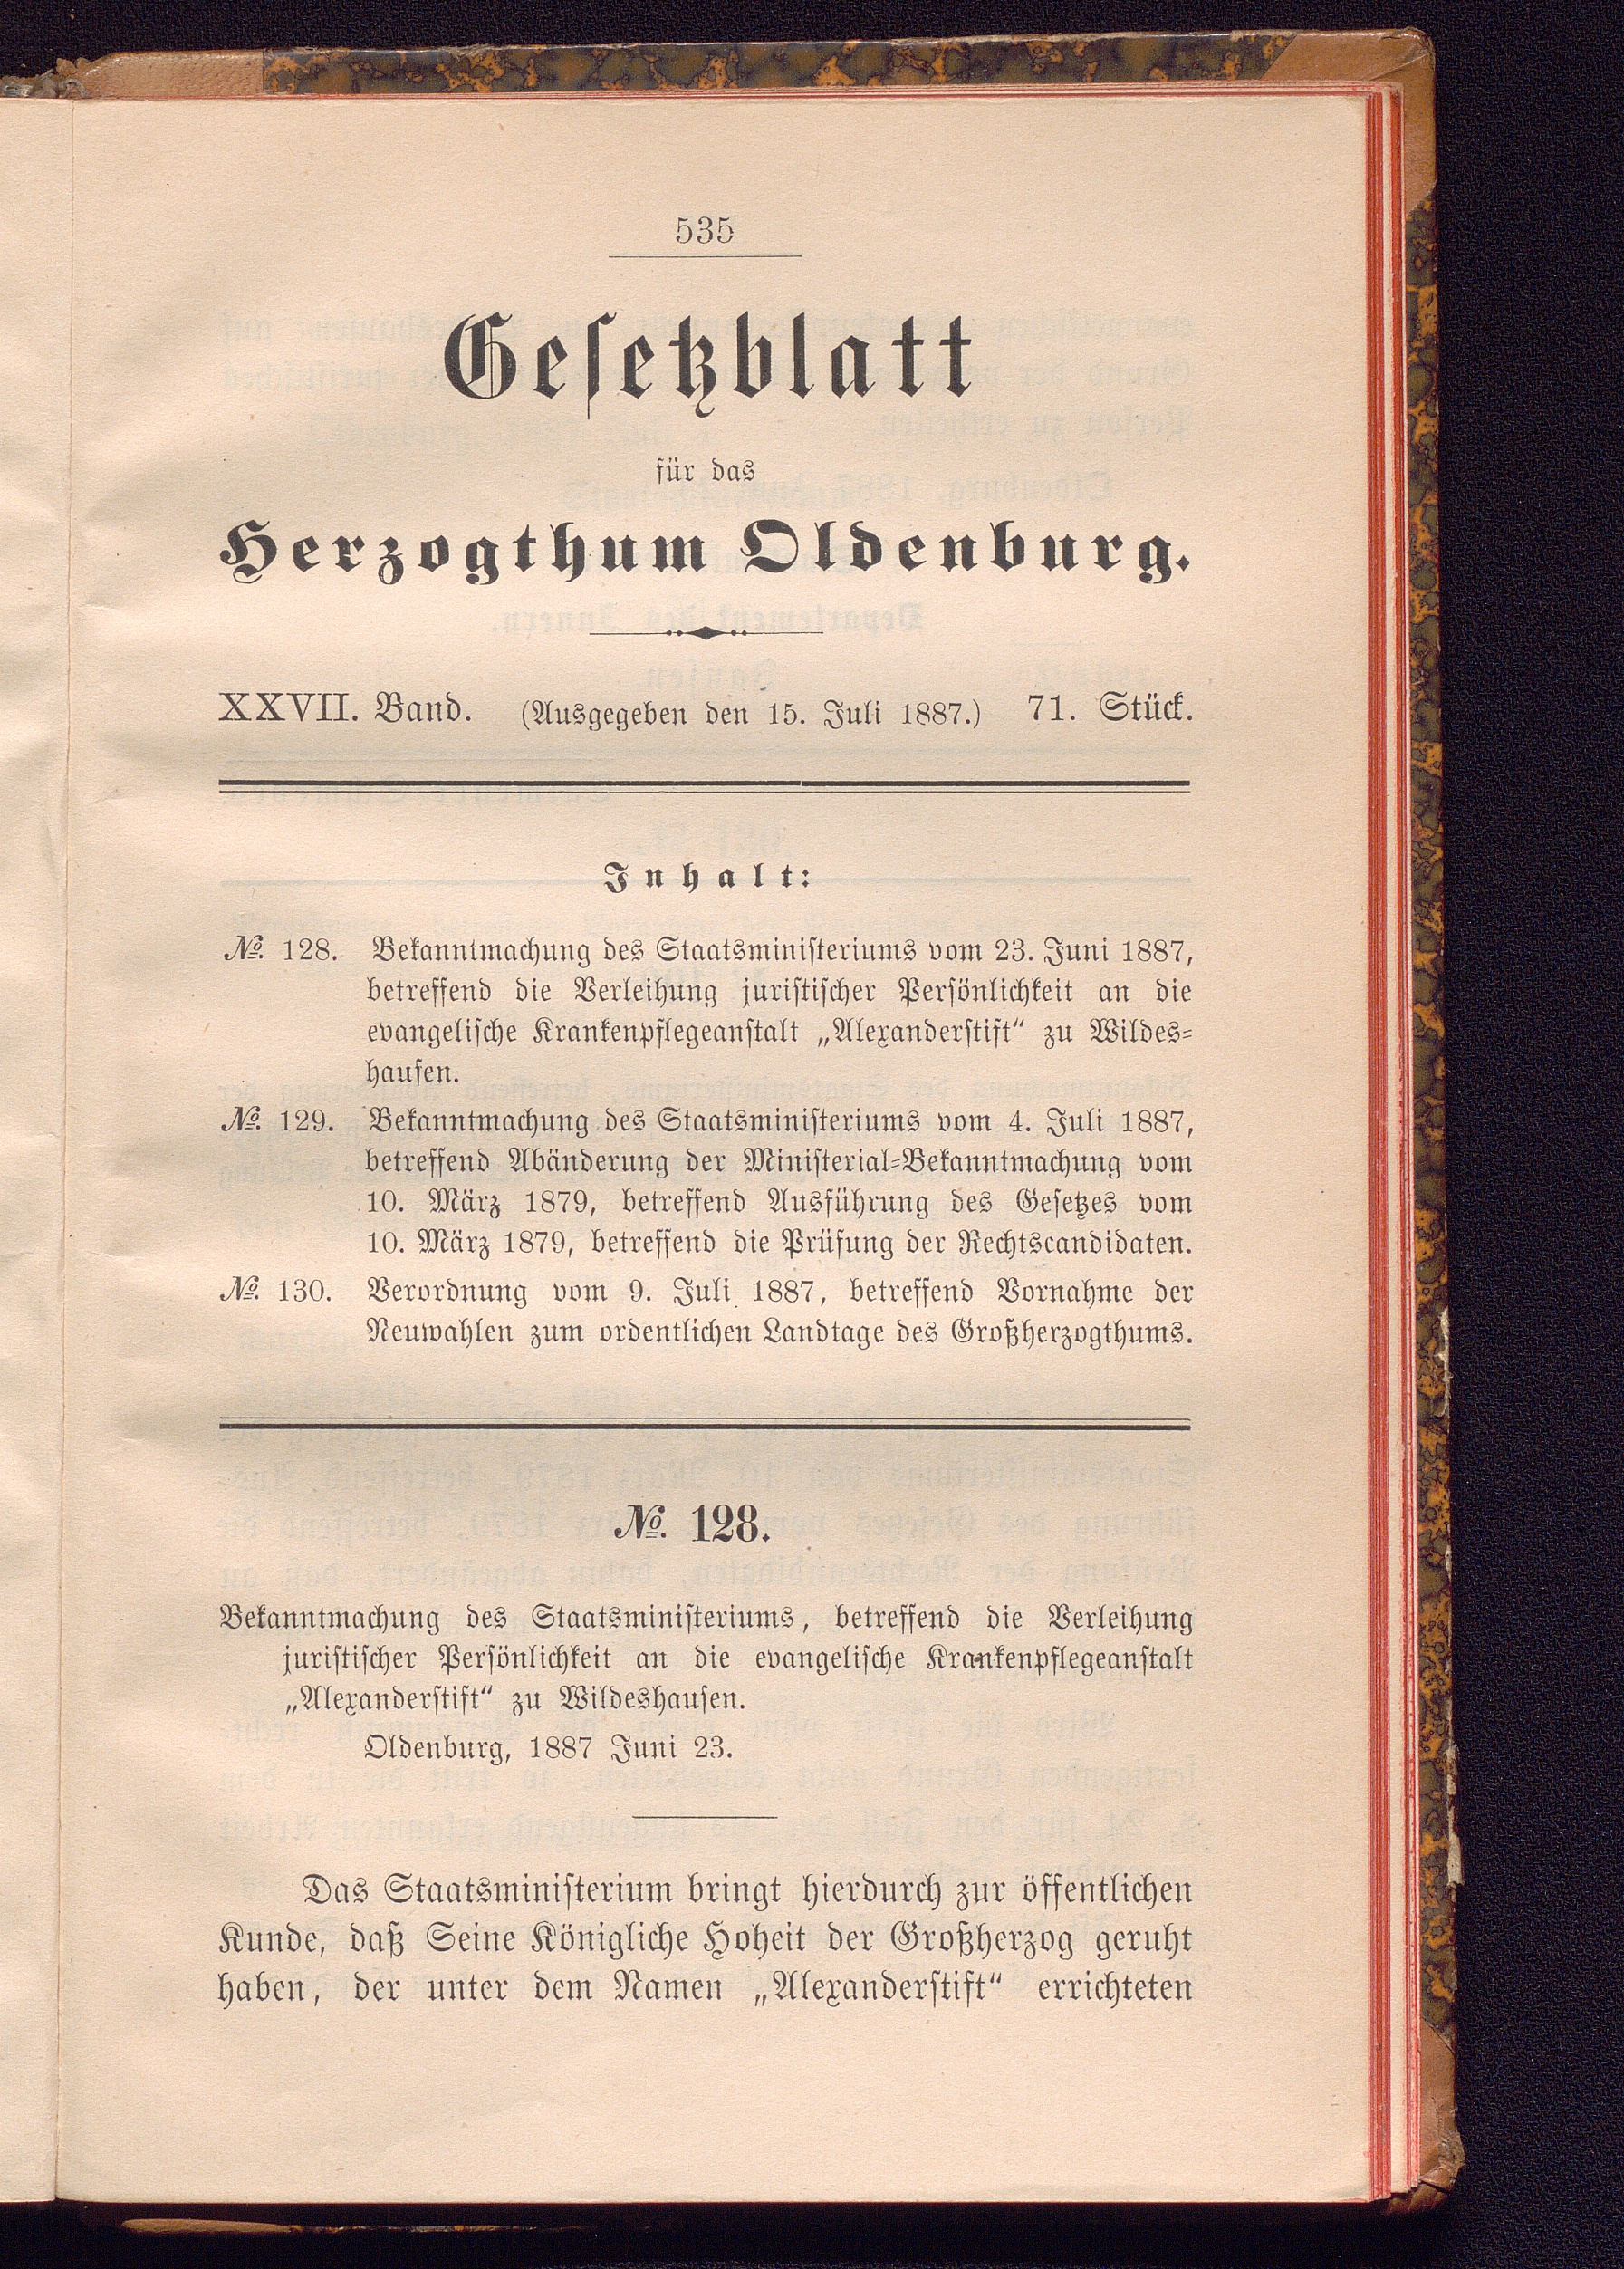 535
Gesetzblatt
für das
Herzogthum Oldenburg.
XXVII. Band. (Ausgegeben den 15. Juli 1887.) 71. Stück.
Inhalt:
№. 128. Bekanntmachung des Staatsministeriums vom 23. Juni 1887,
betreffend die Verleihung juristischer Persönlichkeit an die
evangelische Krankenpflegeanstalt „Alexanderstift“ zu Wildes-
hausen.
№. 129. Bekanntmachung des Staatsministeriums vom 4. Juli 1887,
betreffend Abänderung der Ministerial-Bekanntmachung vom
10. März 1879, betreffend Ausführung des Gesetzes vom
10. März 1879, betreffend die Prüfung der Rechtscandidaten.
№. 130. Verordnung vom 9. Juli 1887, betreffend Vornahme der
Neuwahlen zum ordentlichen Landtage des Großherzogthums.
№. 128.
Bekanntmachung des Staatsministeriums, betreffend die Verleihung
juristischer Persönlichkeit an die evangelische Krankenpflegeanstalt
„Alexanderstift“ zu Wildeshausen.
Oldenburg, 1887 Juni 23.
Das Staatsministerium bringt hierdurch zur öffentlichen
Kunde, daß Seine Königliche Hoheit der Großherzog geruht
haben, der unter dem Namen „Alexanderstift“ errichteten